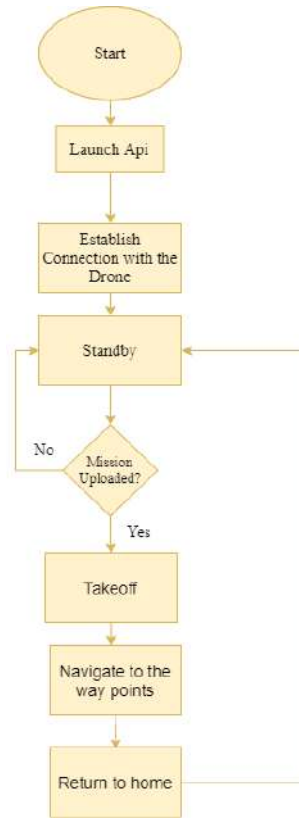 Start
Launch Api
Establish
Connection with the
Drone
Standby
No
Mission
Uploaded?
Yes
Takeoff
Navigate to the
way points
Return to home